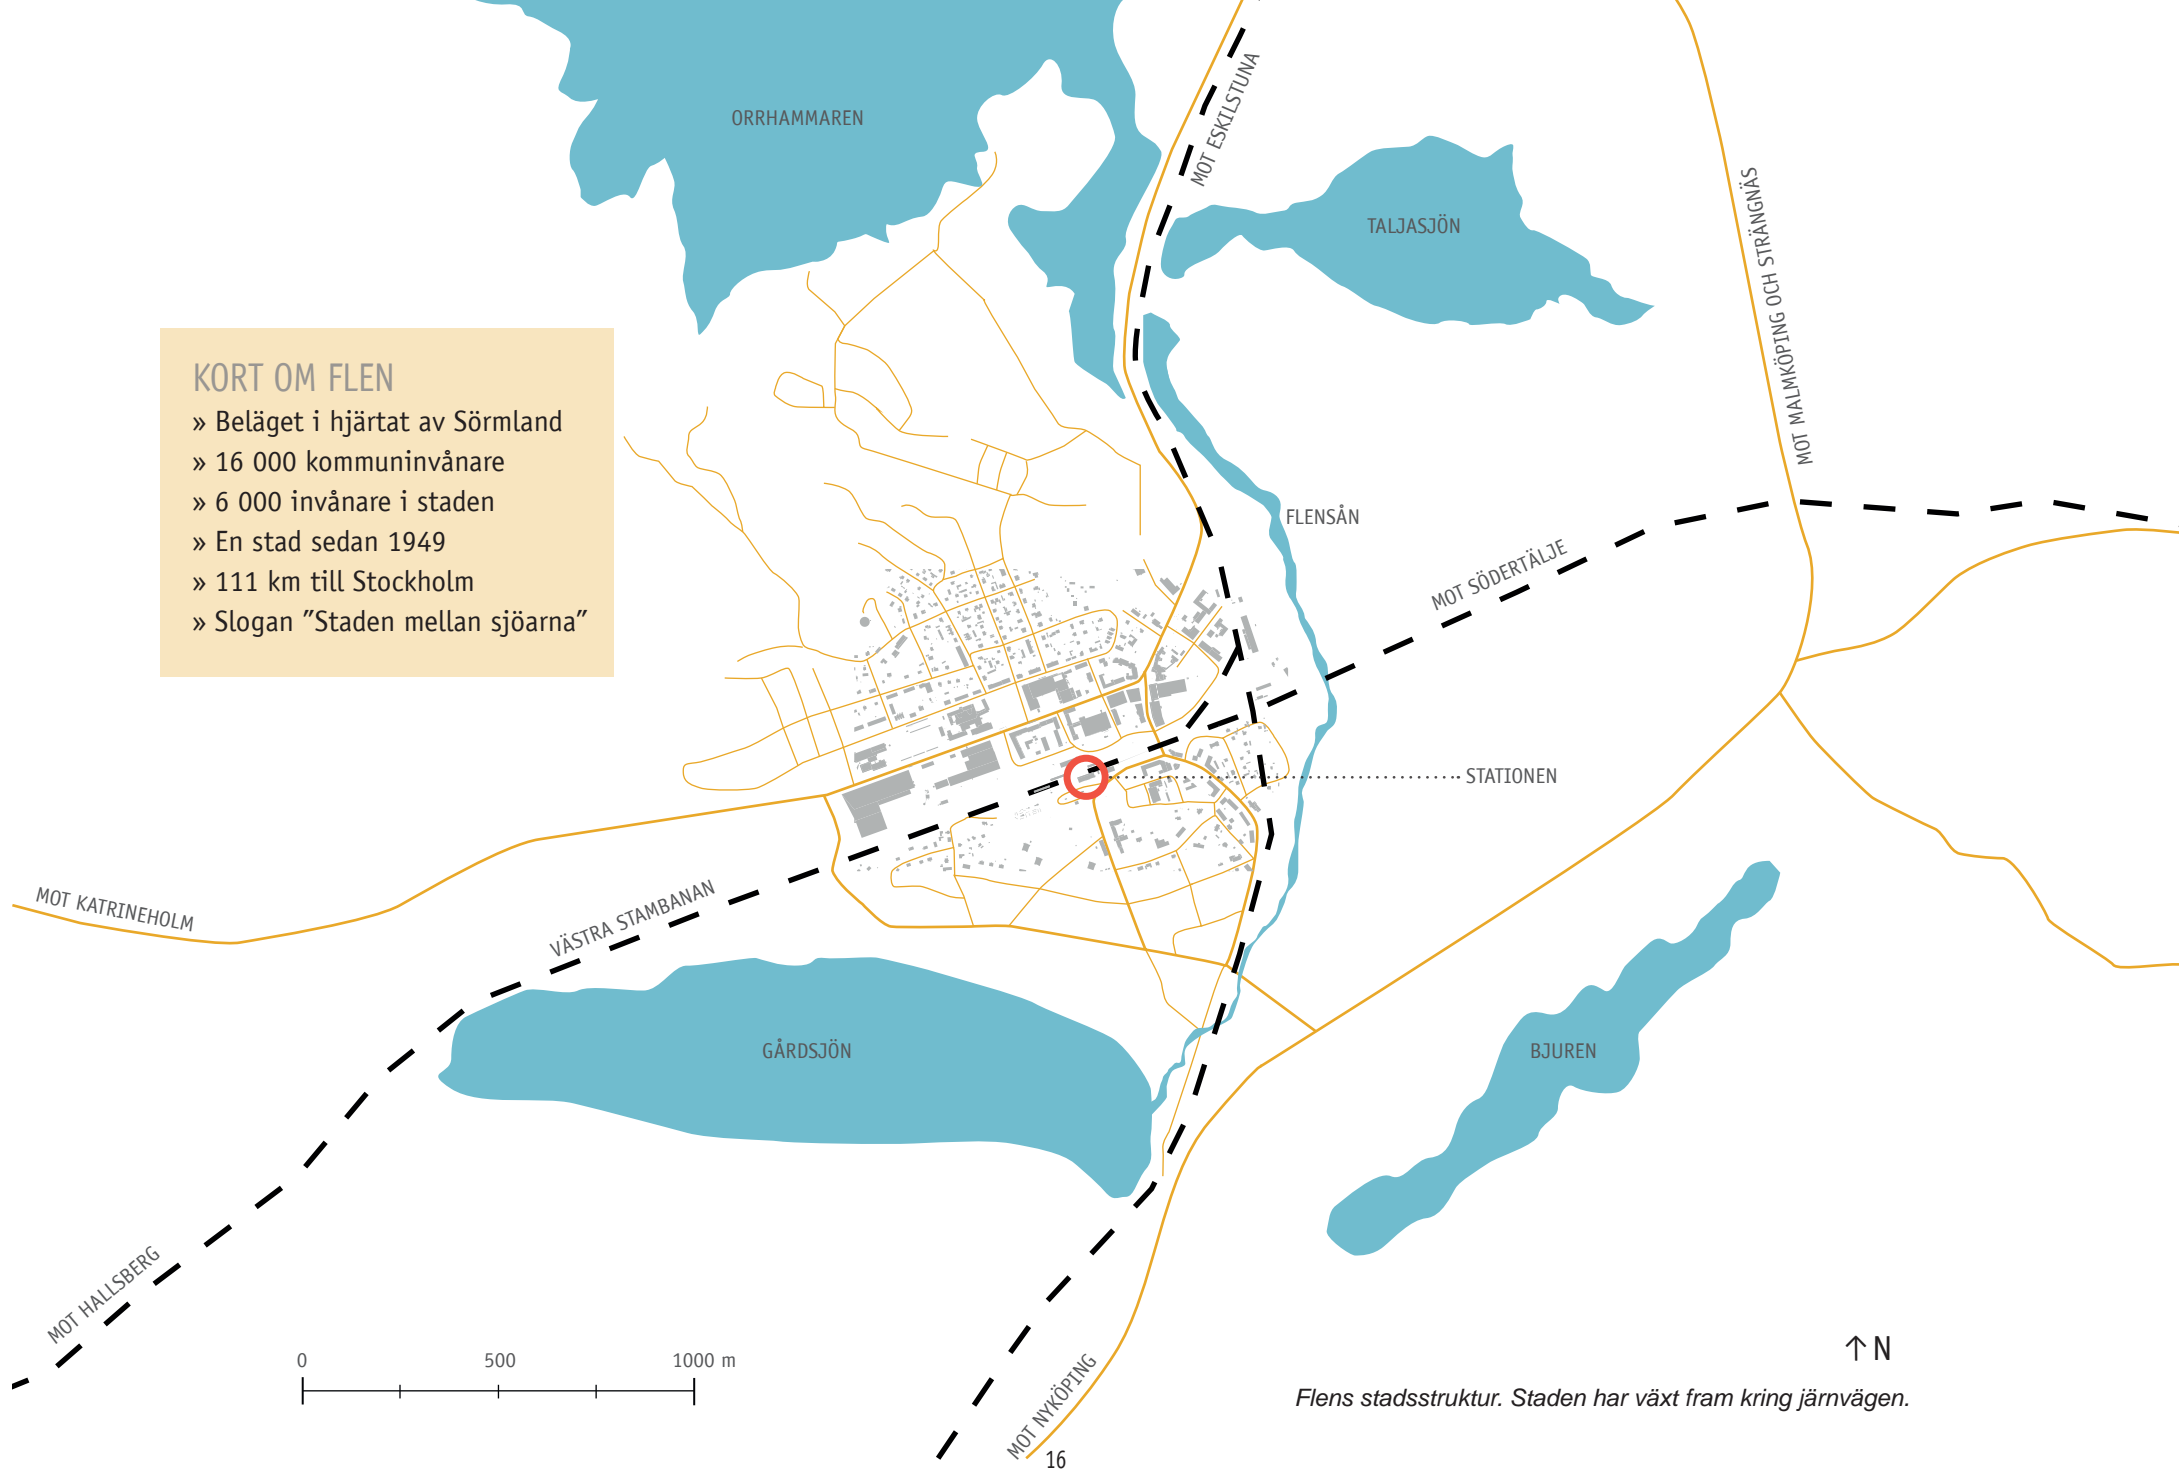 ORRHAMMAREN
MOT ESKILSTUNA
TALJASJÖN
MOT MALMKÖPING OCH STRÄNGNÄS
KORT OM FLEN
» Beläget i hjärtat av Sörmland
» 16 000 kommuninvånare
» 6 000 invånare i staden
» En stad sedan 1949
» 111 km till Stockholm
» Slogan ”Staden mellan sjöarna”
FLENSÅN
MOT SÖDERTÄLJE
STATIONEN
MOT KATRINEHOLM
VÄSTRA STAMBANAN
GÅRDSJÖN
BJUREN
MOT HALLSBERG
0 500 1000 m
MOT NYKÖPING
↑ N
Flens stadsstruktur. Staden har växt fram kring järnvägen.
16